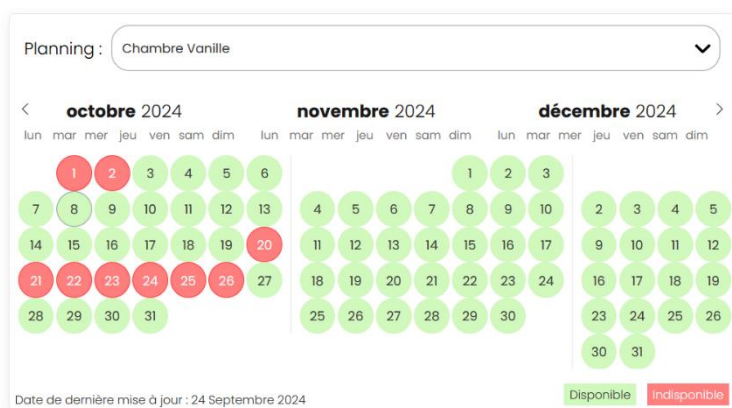 Planning : Chambre Vanille
octobre 2024
lun mar mer jeu ven sam dim
1 2 3 4 5 6
7 8 9 10 11 12 13
14 15 16 17 18 19 20
21 22 23 24 25 26 27
28 29 30 31
novembre 2024
lun mar mer jeu ven sam dim
1 2 3
4 5 6 7 8 9 10
11 12 13 14 15 16 17
18 19 20 21 22 23 24
25 26 27 28 29 30
décembre 2024
lun mar mer jeu ven sam dim
2 3 4 5
9 10 11 12
16 17 18 19
23 24 25 26
30 31
Date de dernière mise à jour : 24 Septembre 2024
Disponible Indisponible